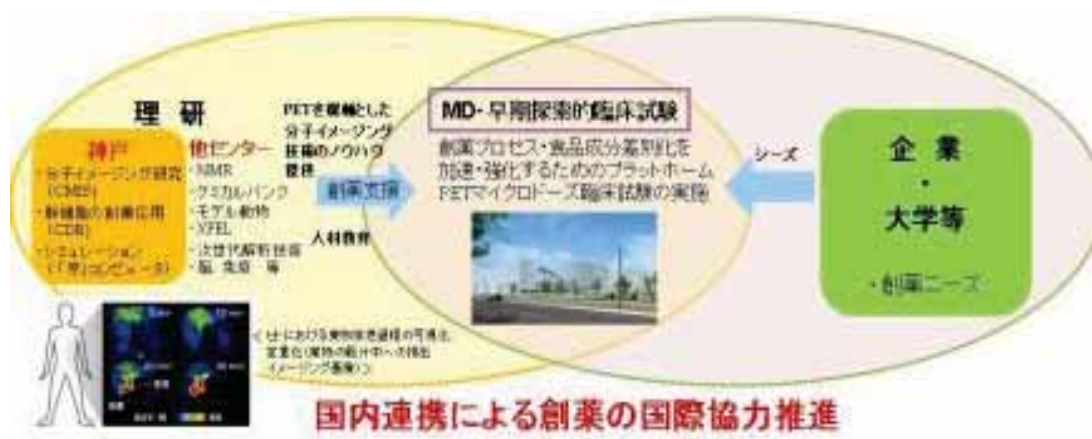 理 研
神戸
・分子イメージング研究
(CMIS)
・幹細胞の創薬応用
(CDB)
・シミュレーション
(「京」コンピュータ)
他センター
・NMR
・ケミカルバンク
・モデル動物
・XFEL
・次世代解析技術
・脳 免疫 等
PETを機軸とした
分子イメージング
技術のノウハウ
提供
創薬支援
人材教育
MD・早期探索的臨床試験
創薬プロセス・食品成分差別化を
加速・強化するためのプラットホーム
PETマイクロドーズ臨床試験の実施
シーズ
企 業
・
大学等
・創薬ニーズ
イメージング画像)>
国内連携による創薬の国際協力推進